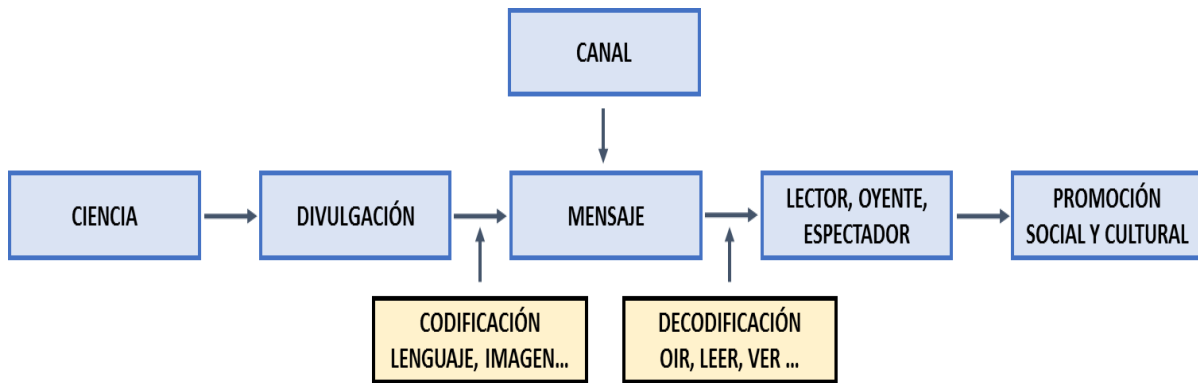 CANAL
CIENCIA
DIVULGACIÓN
MENSAJE
LECTOR, OYENTE,
ESPECTADOR
PROMOCIÓN
SOCIAL Y CULTURAL
CODIFICACIÓN
LENGUAJE, IMAGEN...
DECODIFICACIÓN
OIR, LEER, VER ...